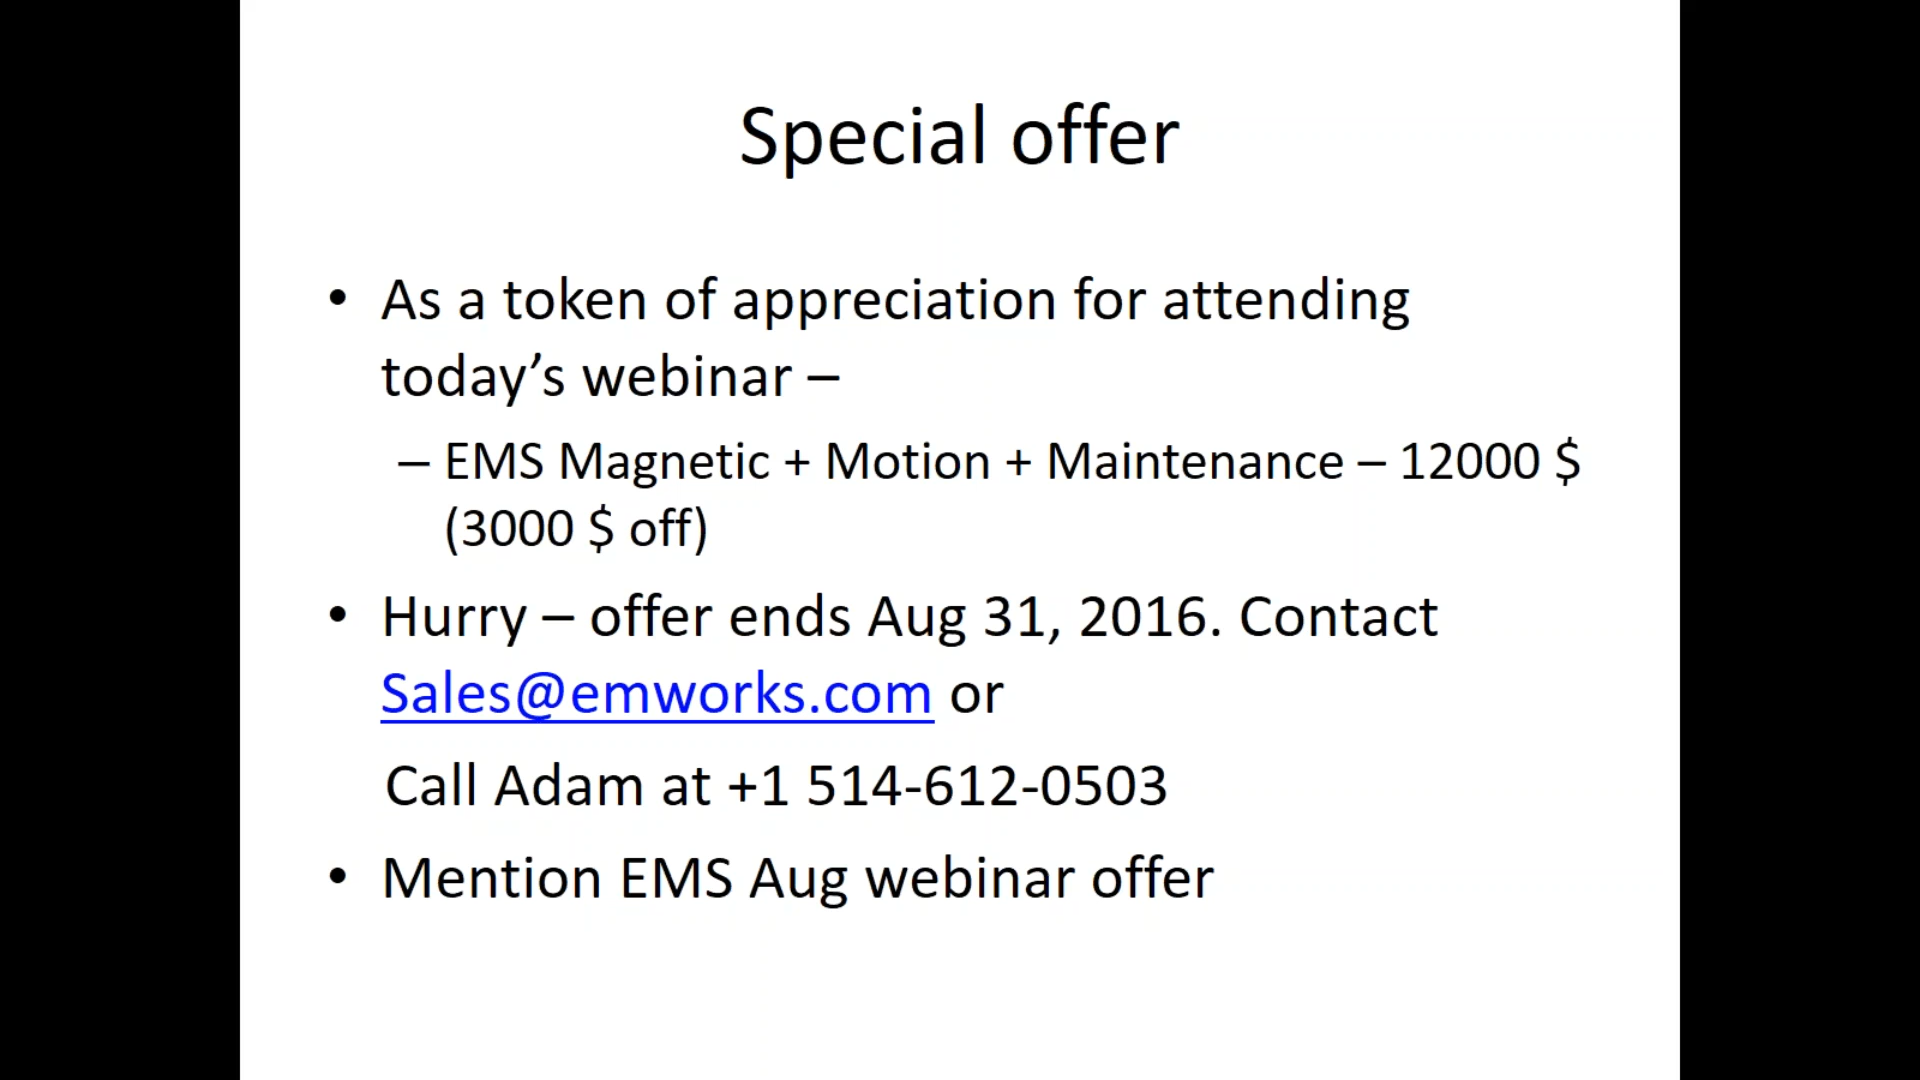 Special offer
• As a token of appreciation for attending
today’s webinar –
– EMS Magnetic + Motion + Maintenance – 12000 $
(3000 $ off)
• Hurry – offer ends Aug 31, 2016. Contact
Sales@emworks.com or
Call Adam at +1 514-612-0503
• Mention EMS Aug webinar offer